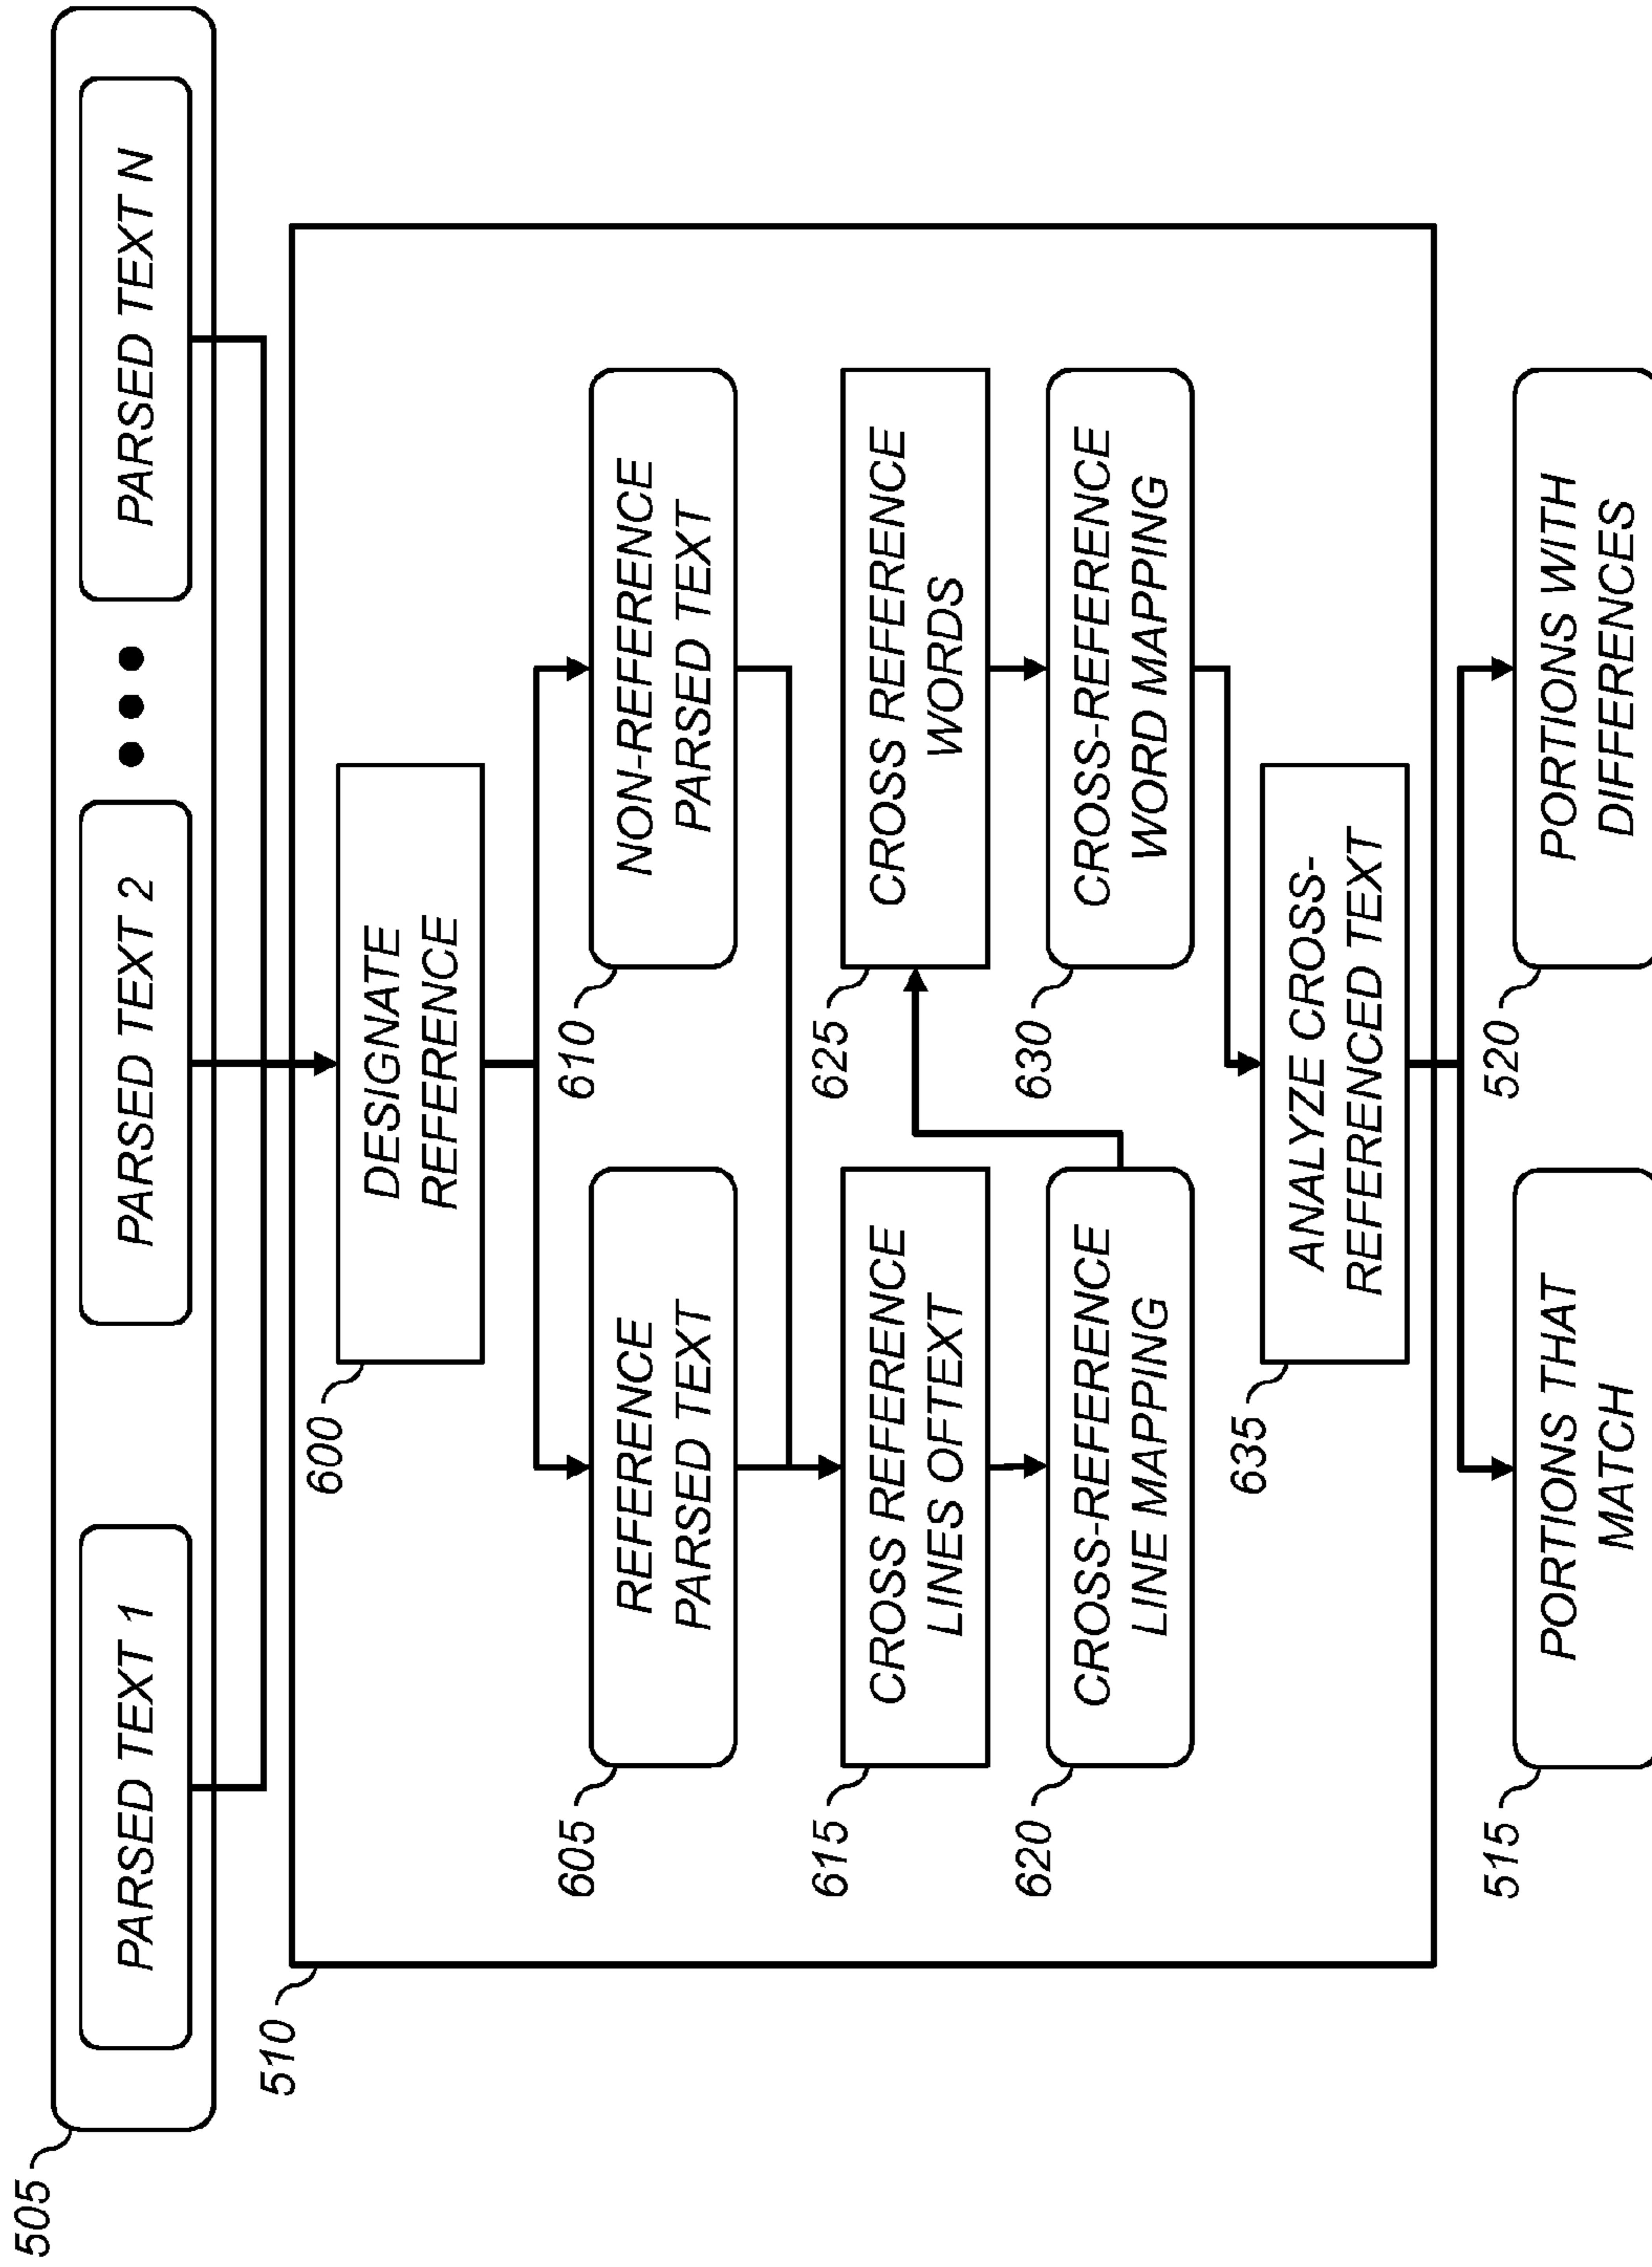 505
PARSED TEXT 1
PARSED TEXT 2
PARSED TEXT N
510
600
DESIGNATE
REFERENCE
605
REFERENCE
PARSED TEXT
610
NON-REFERENCE
PARSED TEXT
615
CROSS REFERENCE
LINES OFTEXT
625
CROSS REFERENCE
WORDS
620
CROSS-REFERENCE
LINE MAPPING
630
CROSS-REFERENCE
WORD MAPPING
635
ANALYZE CROSS-
REFERENCED TEXT
515
PORTIONS THAT
MATCH
520
PORTIONS WITH
DIFFERENCES